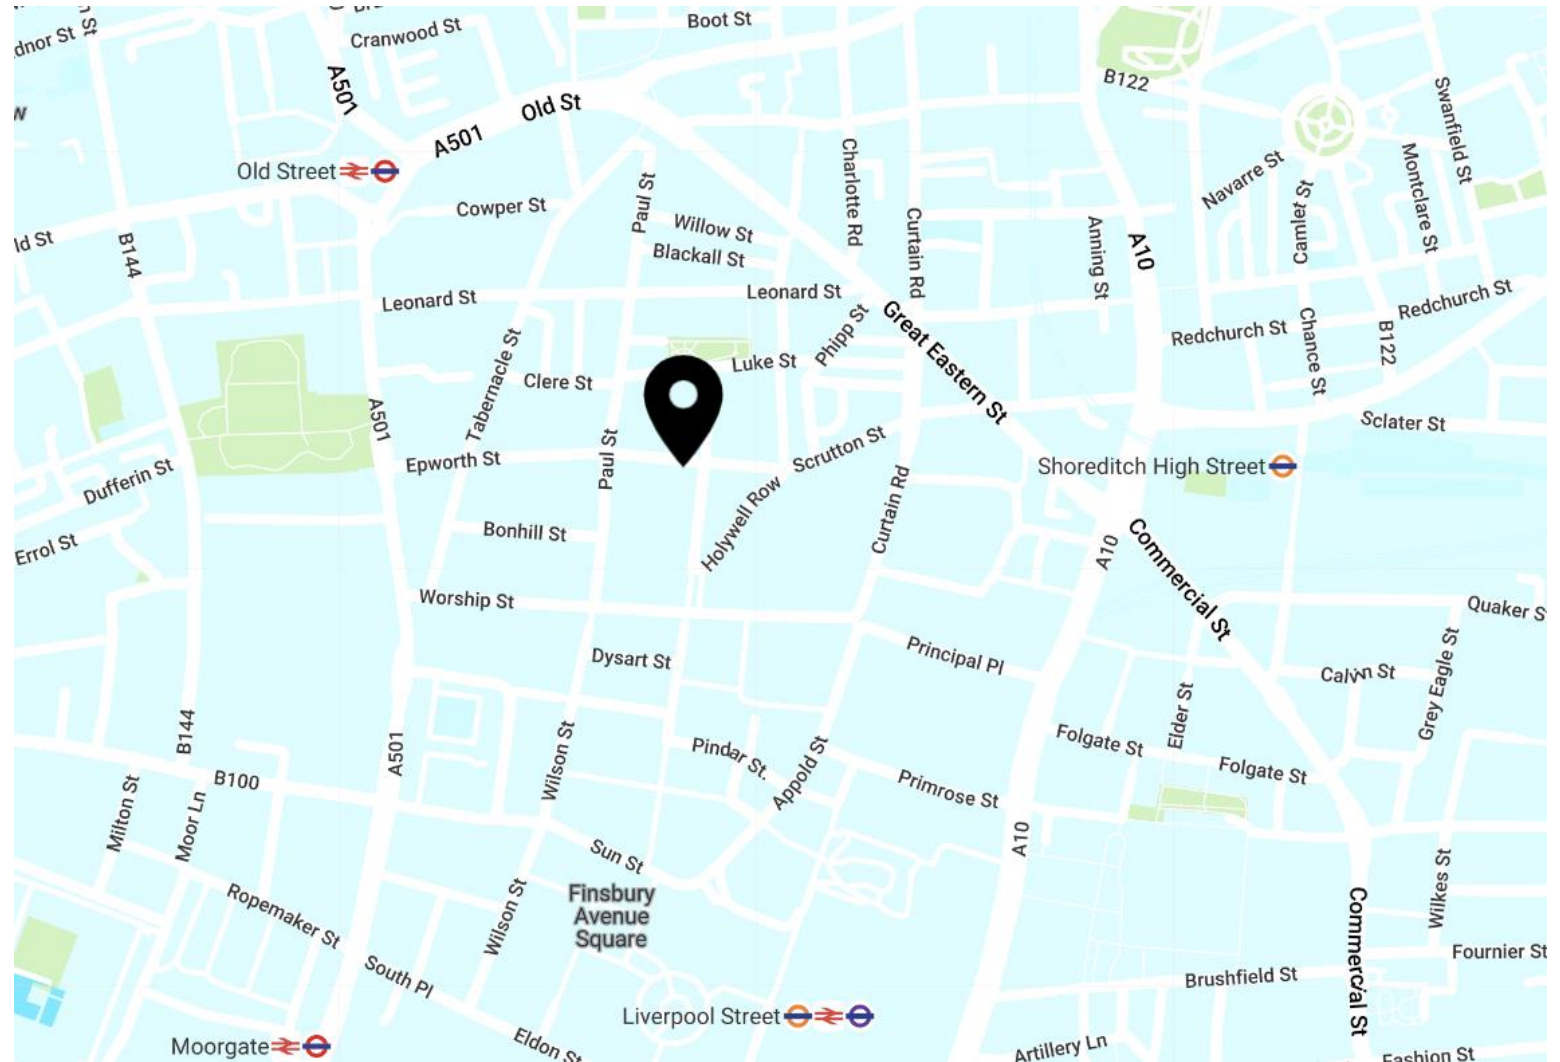 Boot St
Cranwood St
dnor St
A501
Old St
A501
B122
Swanfield St
Old Street
Charlotte Rd
Navarre St
Montclare St
Camlet St
Paul St
Cowper St
Willow St
Curtain Rd
Anning St
A10
ld St
B144
Blackall St
Leonard St
Leonard St
Redchurch St
Great Eastern St
Phipp St
Redchurch St
Chance St
B122
Tabernacle St
Luke St
Clere St
A501
Sclater St
Paul St
Scrutton St
Epworth St
Shoreditch High Street
Dufferin St
Holywell Row
Curtain Rd
Bonhill St
Errol St
A10
Commercial St
Worship St
Quaker S
Principal Pl
Dysart St
Calvin St
Grey Eagle St
Elder St
B144
A501
Wilson St
Pindar St.
Appold St
Folgate St
Folgate St
B100
Primrose St
Milton St
Moor Ln
A10
Sun St
Finsbury
Avenue
Square
Wilson St
Wilkes St
Commercial St
Ropemaker St
Fournier St
South Pl
Brushfield St
Liverpool Street
Moorgate
Eldon St
Artillery Ln
Fashion St